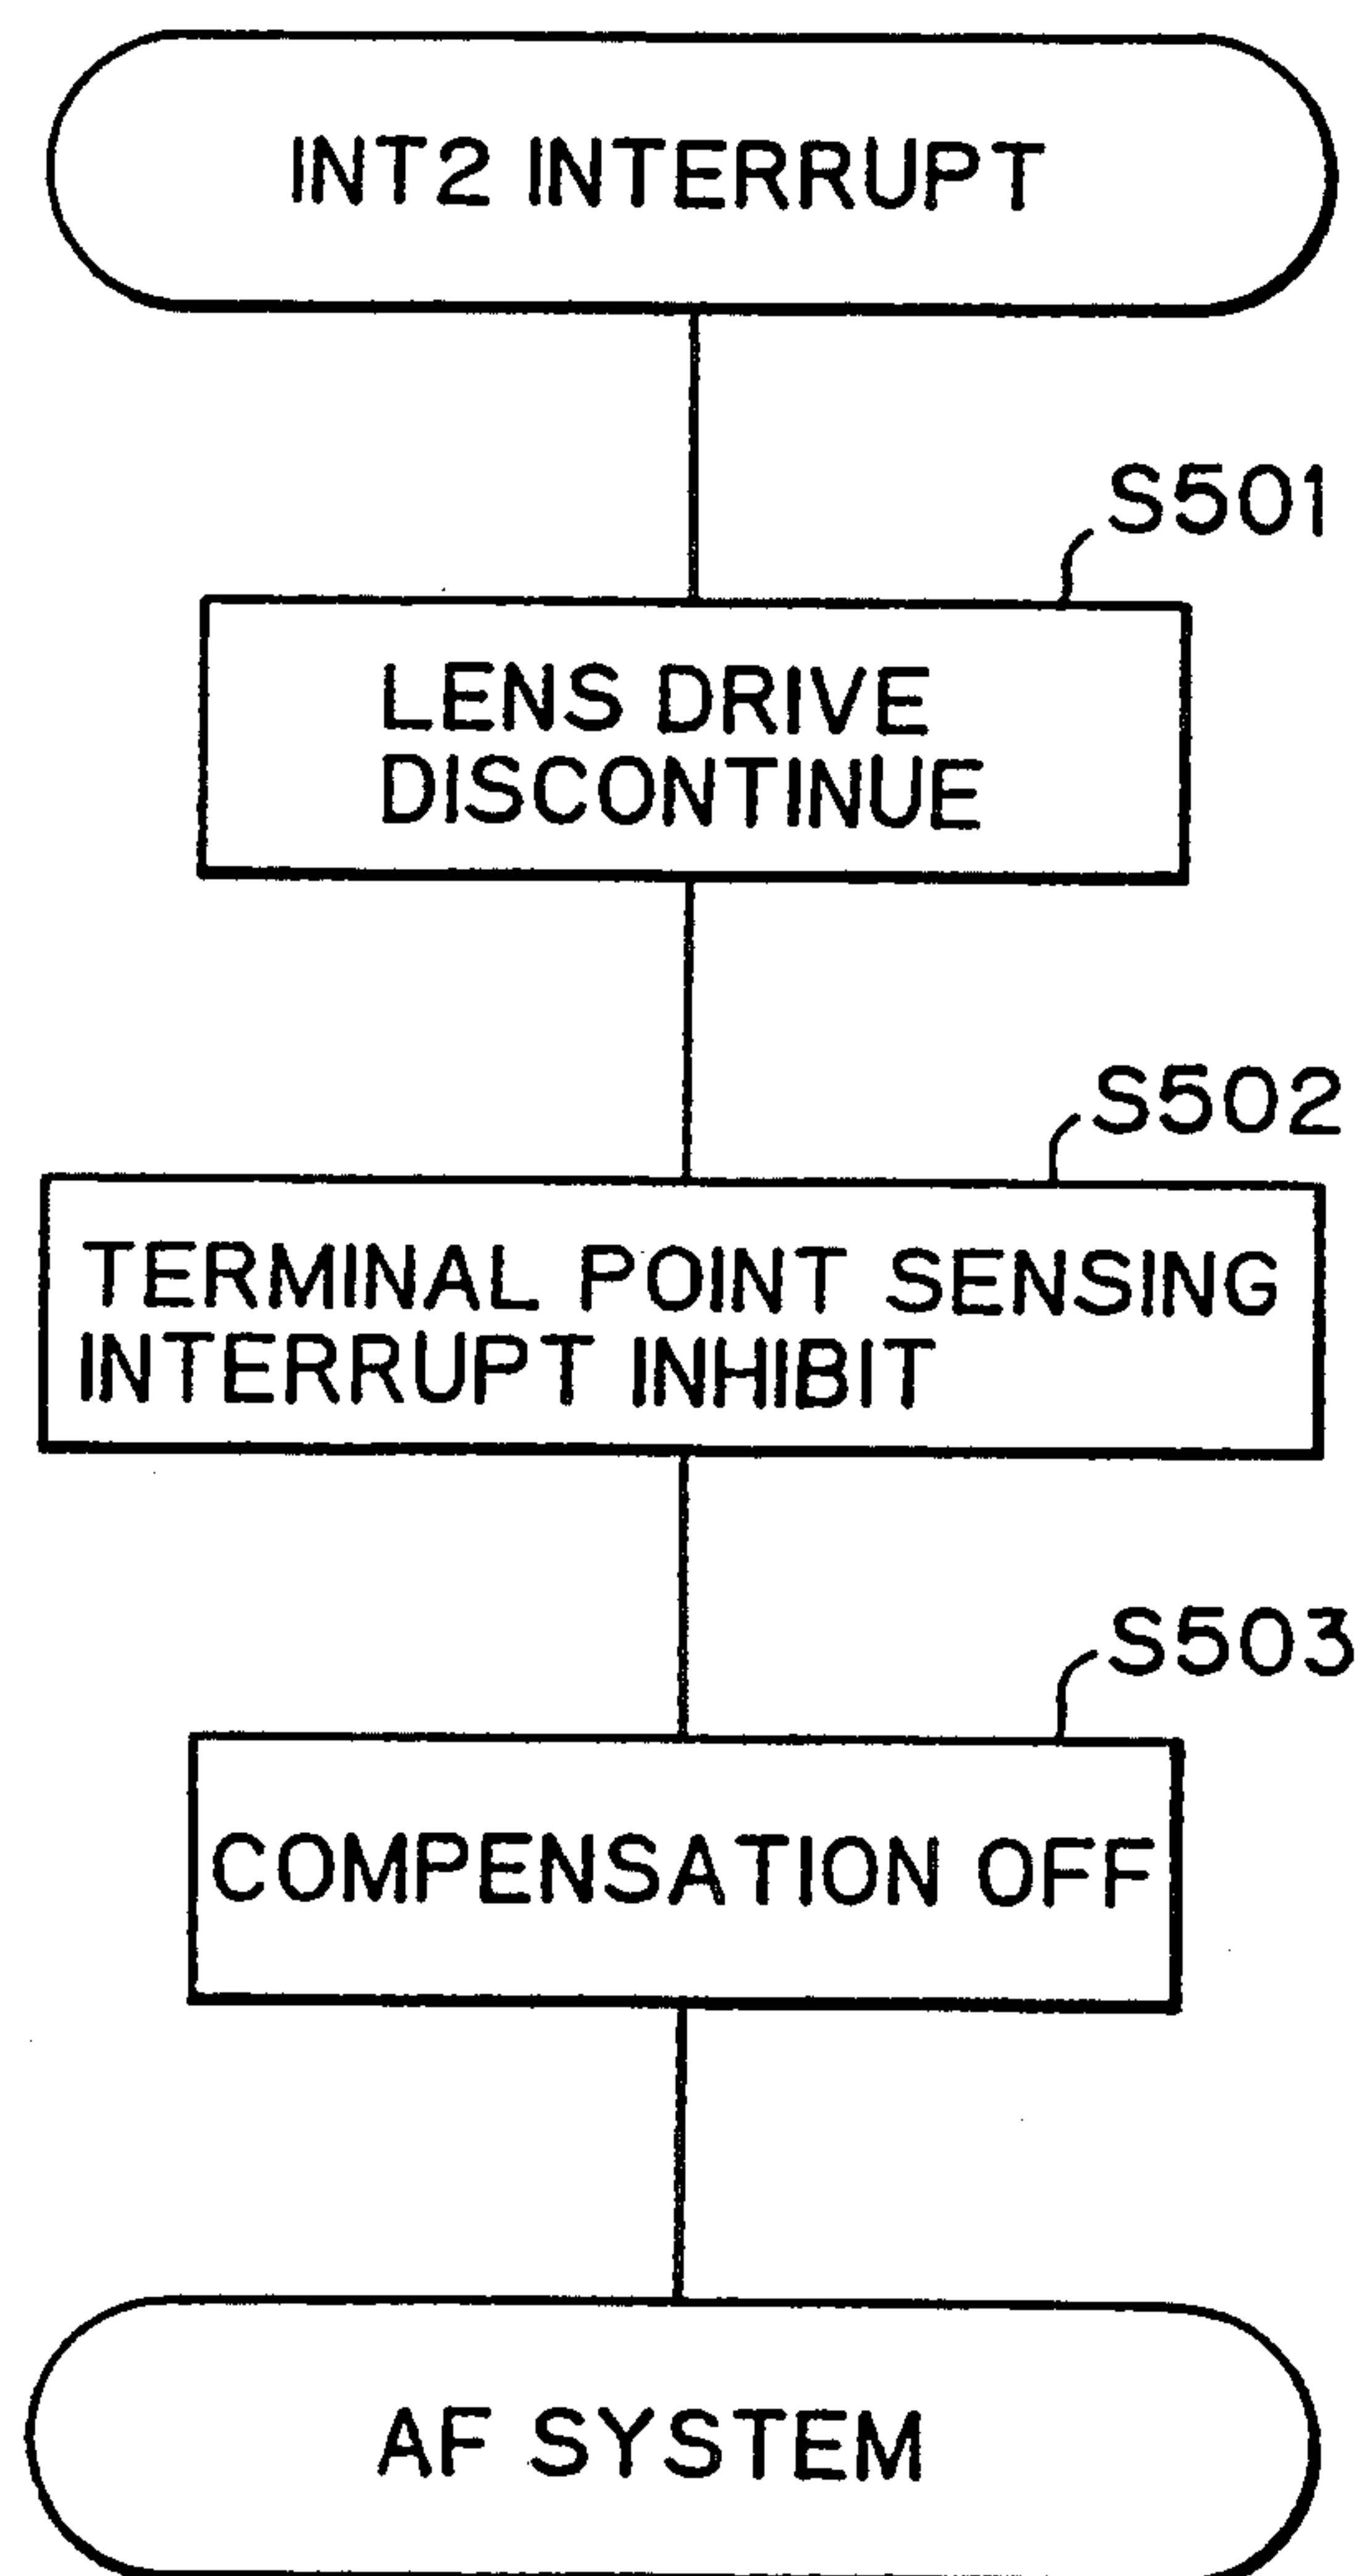 INT2 INTERRUPT
S501
LENS DRIVE
DISCONTINUE
S502
TERMINAL POINT SENSING
INTERRUPT INHIBIT
S503
COMPENSATION OFF
AF SYSTEM